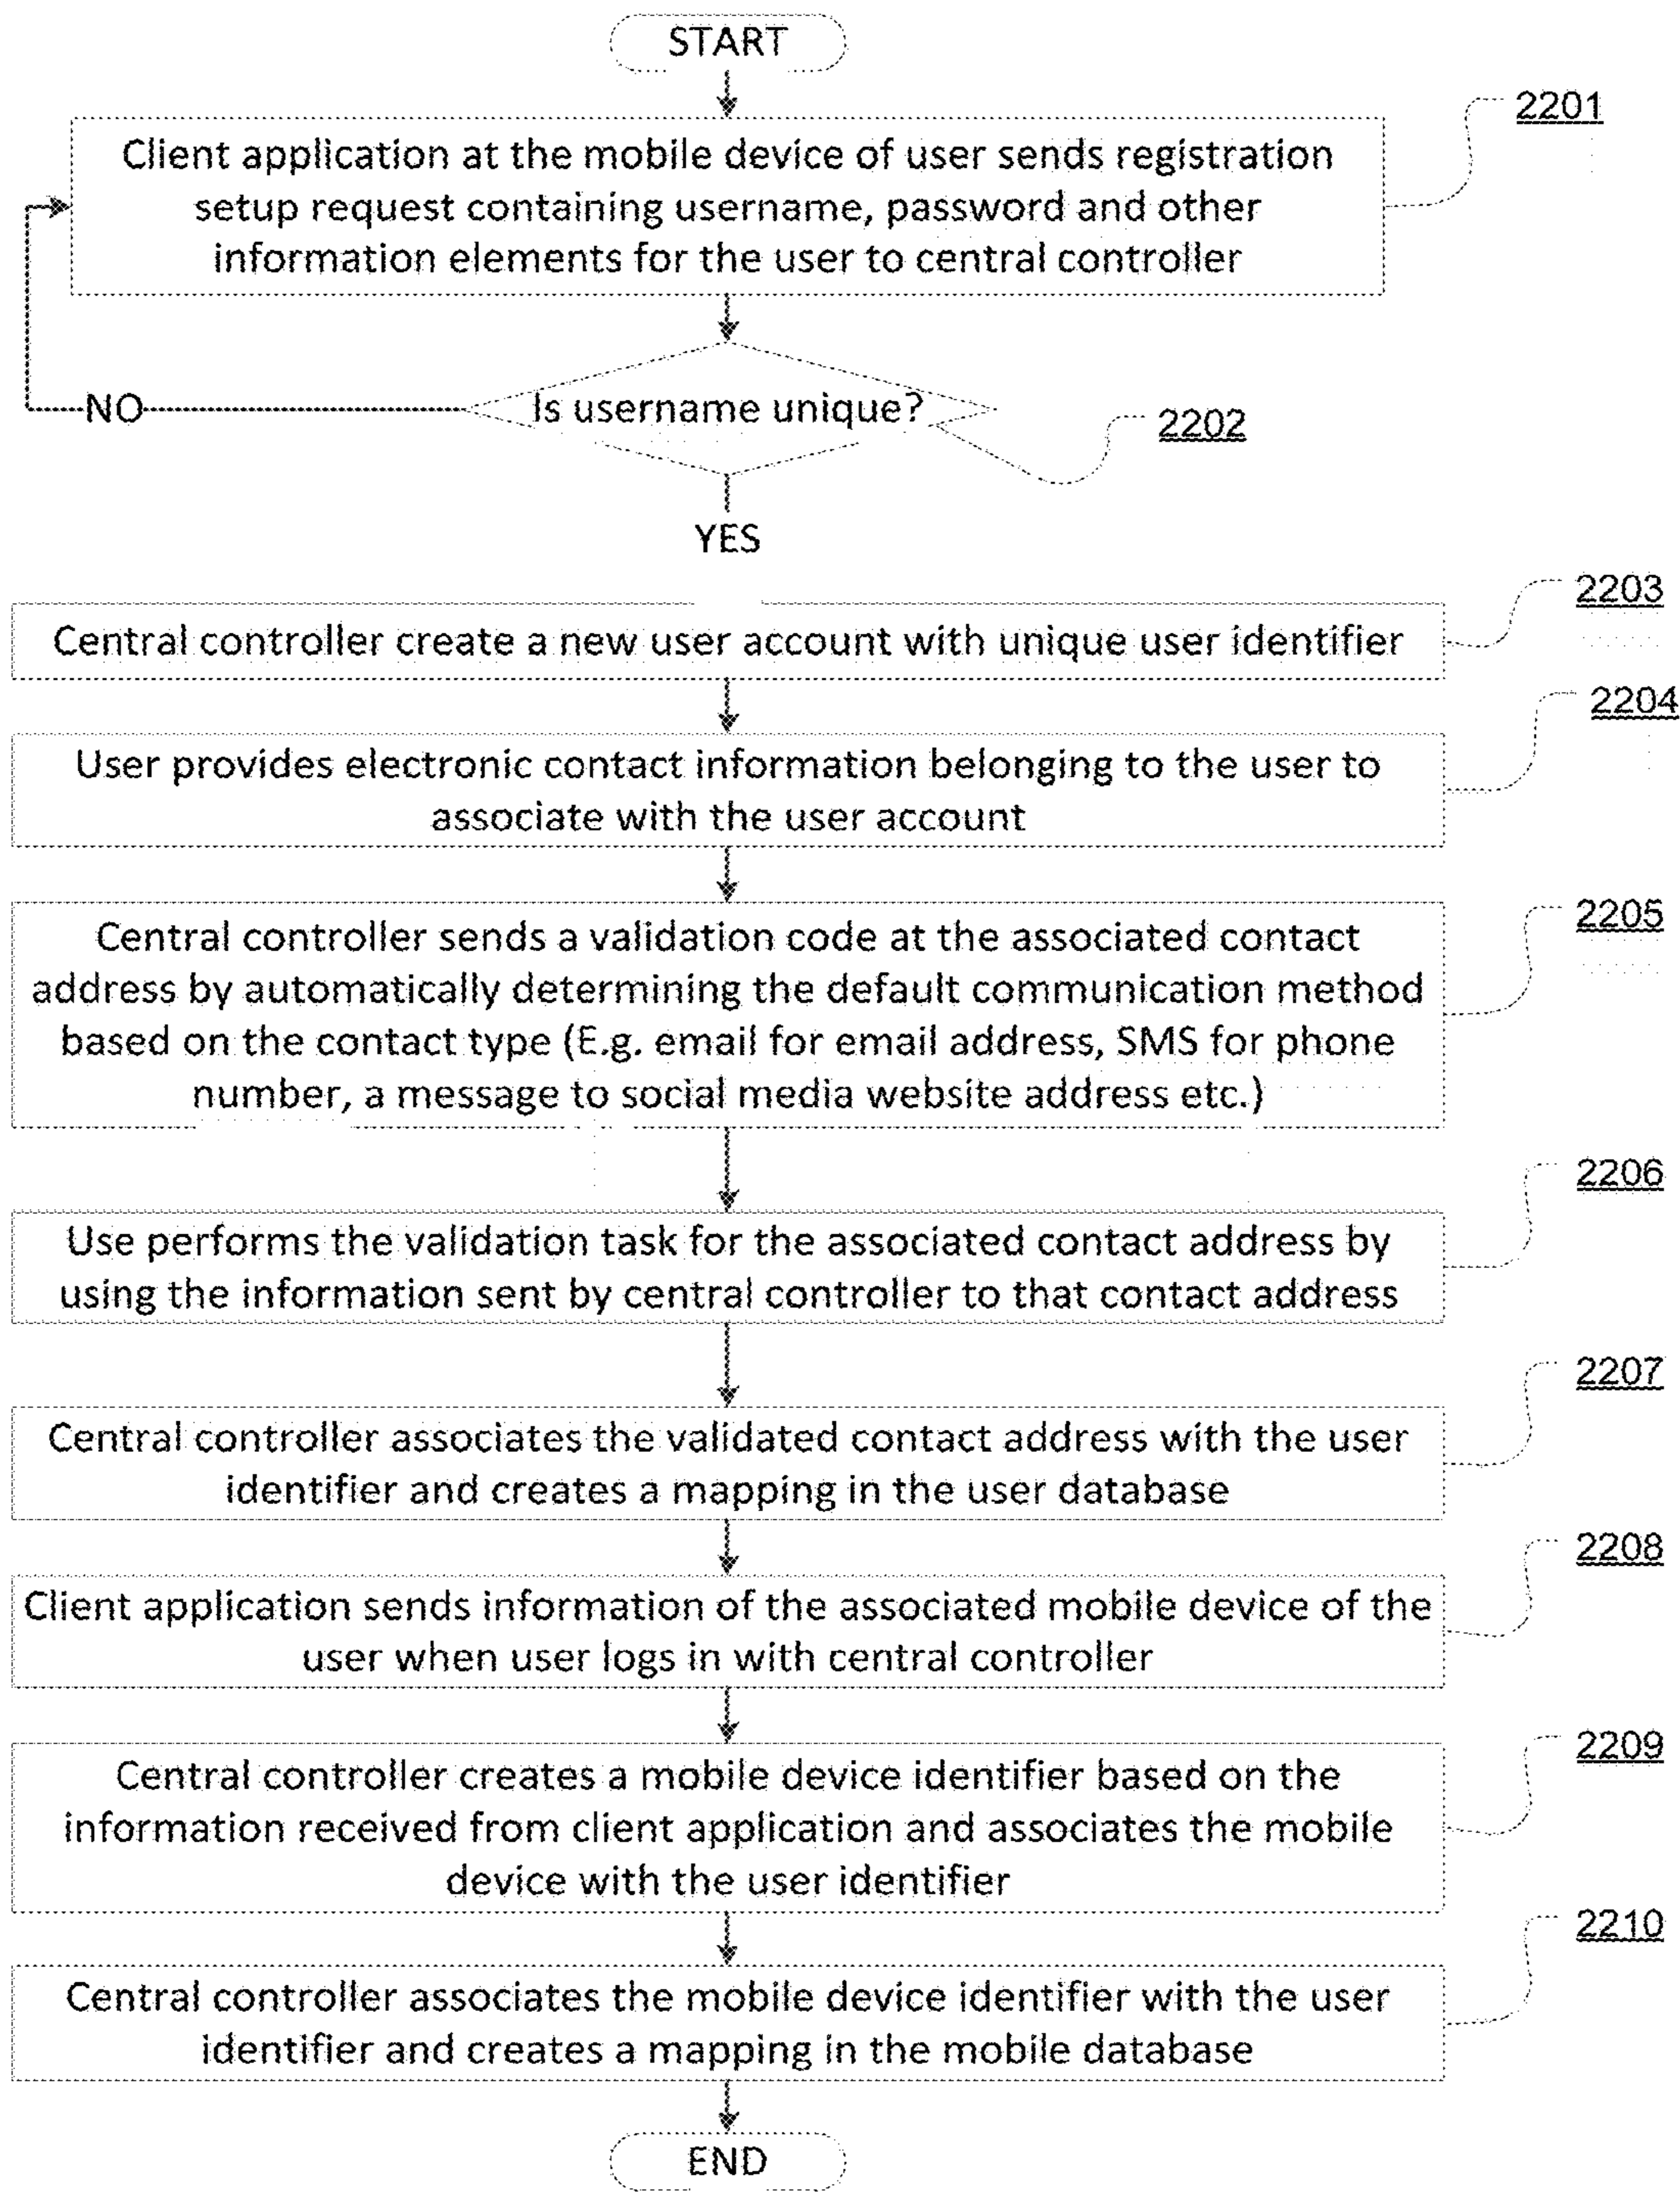 START
2201
Client application at the mobile device of user sends registration
setup request containing username, password and other
information elements for the user to central controller
Is username unique?
NO
2202
YES
2203
Central controller create a new user account with unique user identifier
2204
User provides electronic contact information belonging to the user to
associate with the user account
2205
Central controller sends a validation code at the associated contact
address by automatically determining the default communication method
based on the contact type (E.g. email for email address, SMS for phone
number, a message to social media website address etc.)
2206
Use performs the validation task for the associated contact address by
using the information sent by central controller to that contact address
2207
Central controller associates the validated contact address with the user
identifier and creates a mapping in the user database
2208
Client application sends information of the associated mobile device of the
user when user logs in with central controller
2209
Central controller creates a mobile device identifier based on the
information received from client application and associates the mobile
device with the user identifier
2210
Central controller associates the mobile device identifier with the user
identifier and creates a mapping in the mobile database
END